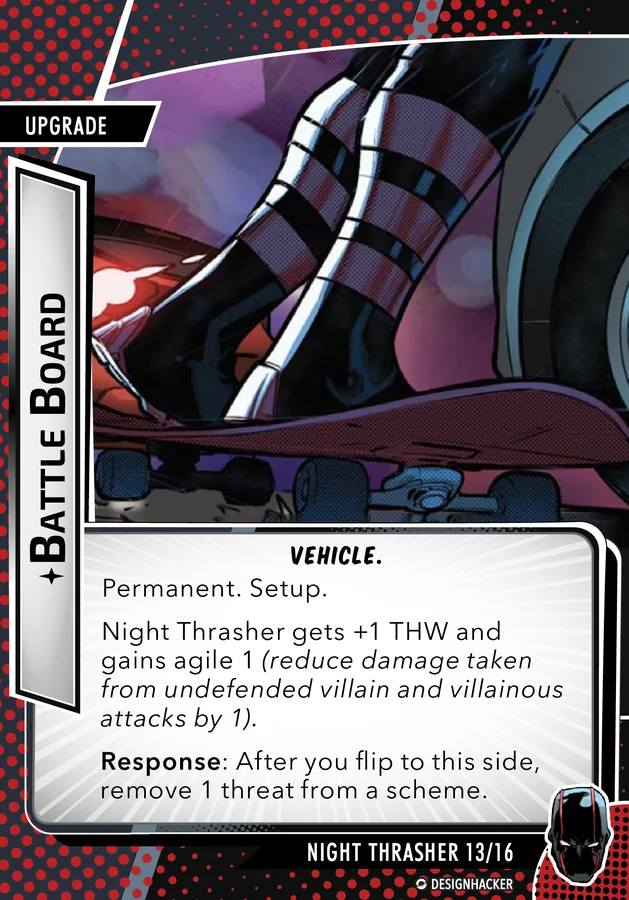 UPGRADE
✦BATTLE BOARD
VEHICLE.
Permanent. Setup.
Night Thrasher gets +1 THW and
gains agile 1 (reduce damage taken
from undefended villain and villainous
attacks by 1).
Response: After you flip to this side,
remove 1 threat from a scheme.
NIGHT THRASHER 13/16
DESIGNHACKER